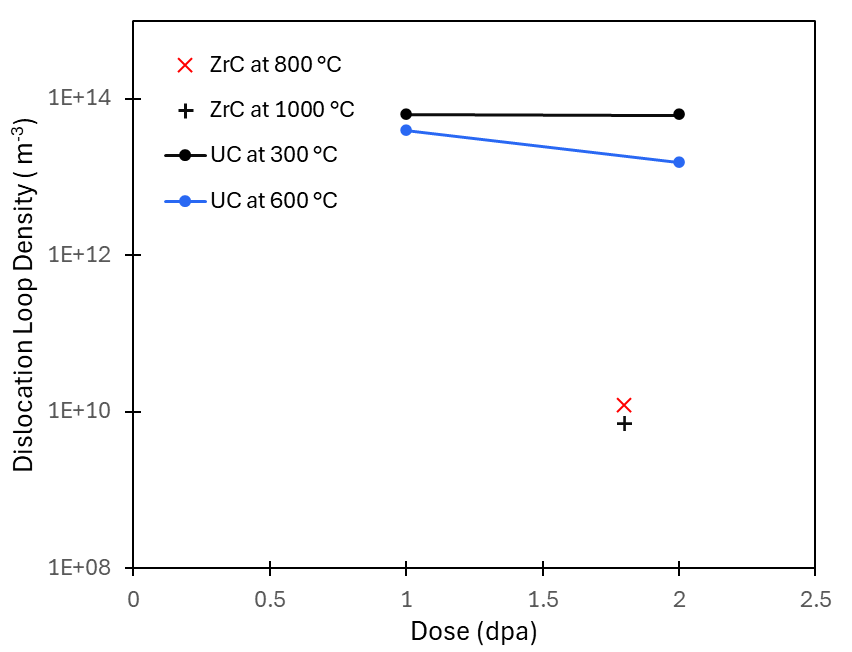 ZrC at 800 °C
ZrC at 1000 °C
UC at 300 °C
UC at 600 °C
Dislocation Loop Density ( m⁻³)
1E+14
1E+12
1E+10
1E+08
0 0.5 1 1.5 2 2.5
Dose (dpa)